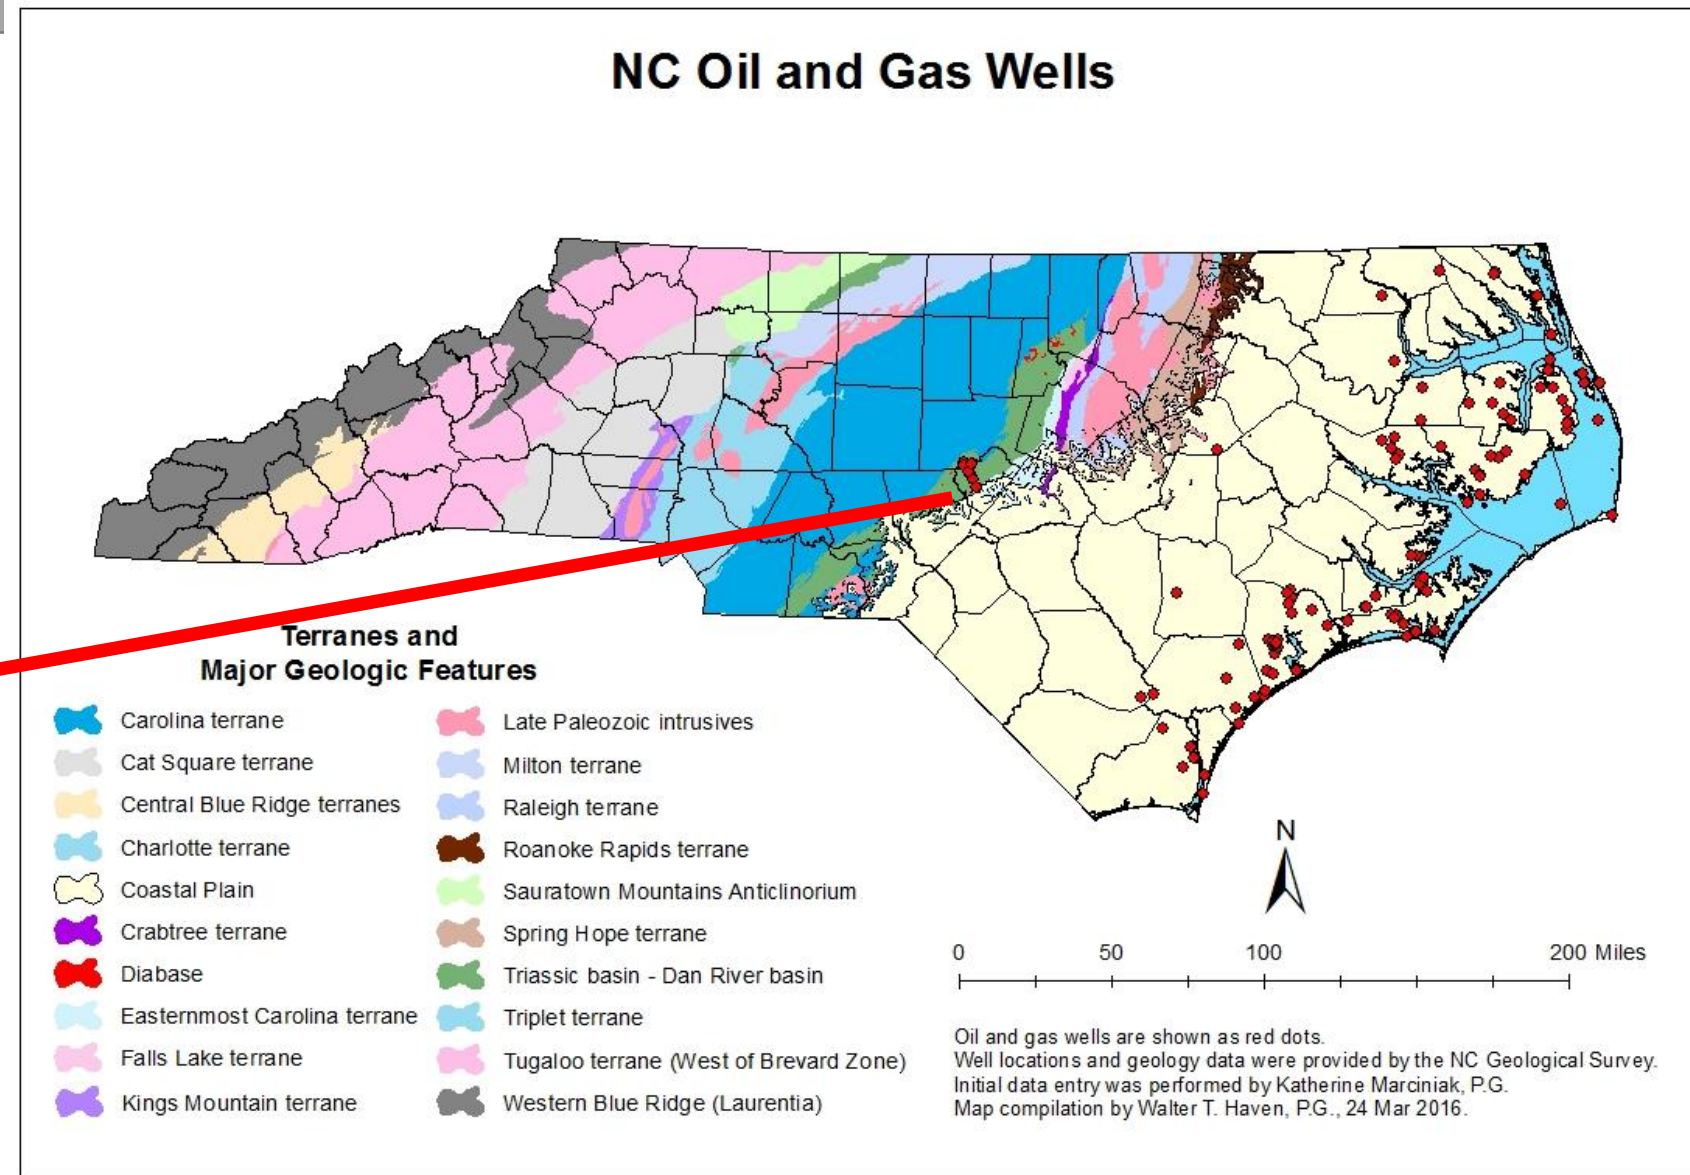 NC Oil and Gas Wells
Terranes and
Major Geologic Features
Carolina terrane
Cat Square terrane
Central Blue Ridge terranes
Charlotte terrane
Coastal Plain
Crabtree terrane
Diabase
Easternmost Carolina terrane
Falls Lake terrane
Kings Mountain terrane
Late Paleozoic intrusives
Milton terrane
Raleigh terrane
Roanoke Rapids terrane
Sauratown Mountains Anticlinorium
Spring Hope terrane
Triassic basin - Dan River basin
Triplet terrane
Tugaloo terrane (West of Brevard Zone)
Western Blue Ridge (Laurentia)
N
0 50 100 200 Miles
Oil and gas wells are shown as red dots.
Well locations and geology data were provided by the NC Geological Survey.
Initial data entry was performed by Katherine Marciniak, P.G.
Map compilation by Walter T. Haven, P.G., 24 Mar 2016.